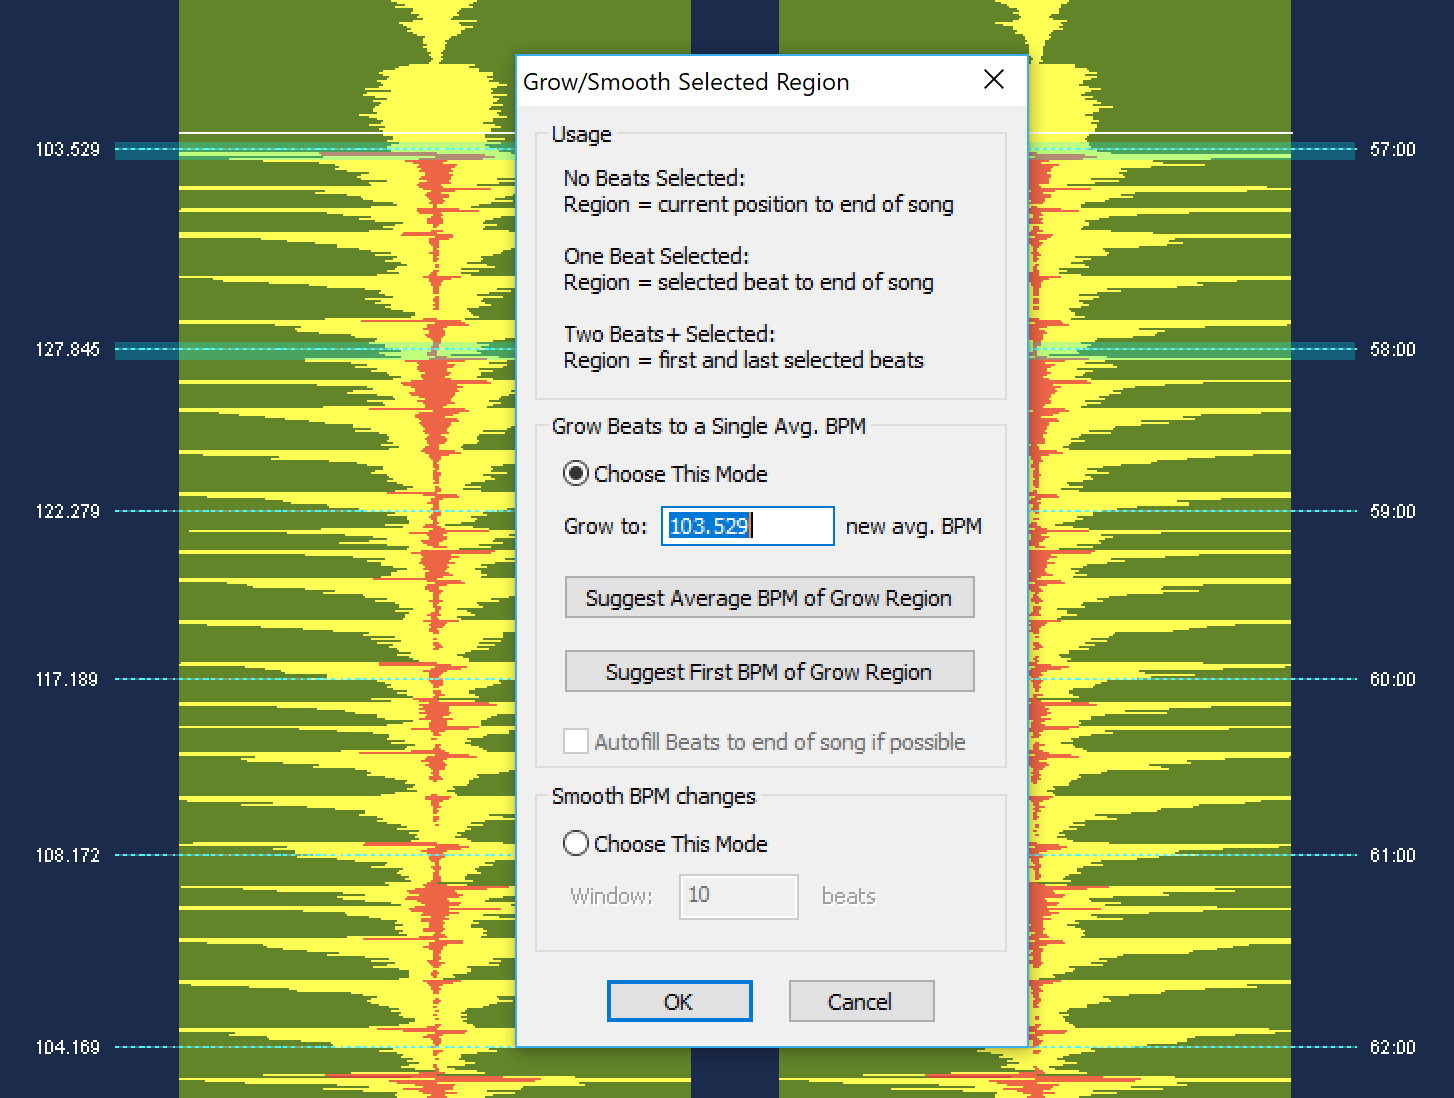 Grow/Smooth Selected Region
Usage
No Beats Selected:
Region = current position to end of song
One Beat Selected:
Region = selected beat to end of song
Two Beats+ Selected:
Region = first and last selected beats
Grow Beats to a Single Avg. BPM
Choose This Mode
Grow to: 103.529 new avg. BPM
Suggest Average BPM of Grow Region
Suggest First BPM of Grow Region
Autofill Beats to end of song if possible
Smooth BPM changes
Choose This Mode
Window: 10 beats
OK Cancel
103.529 57:00
127.845 58:00
122.279 59:00
117.189 60:00
108.172 61:00
104.169 62:00